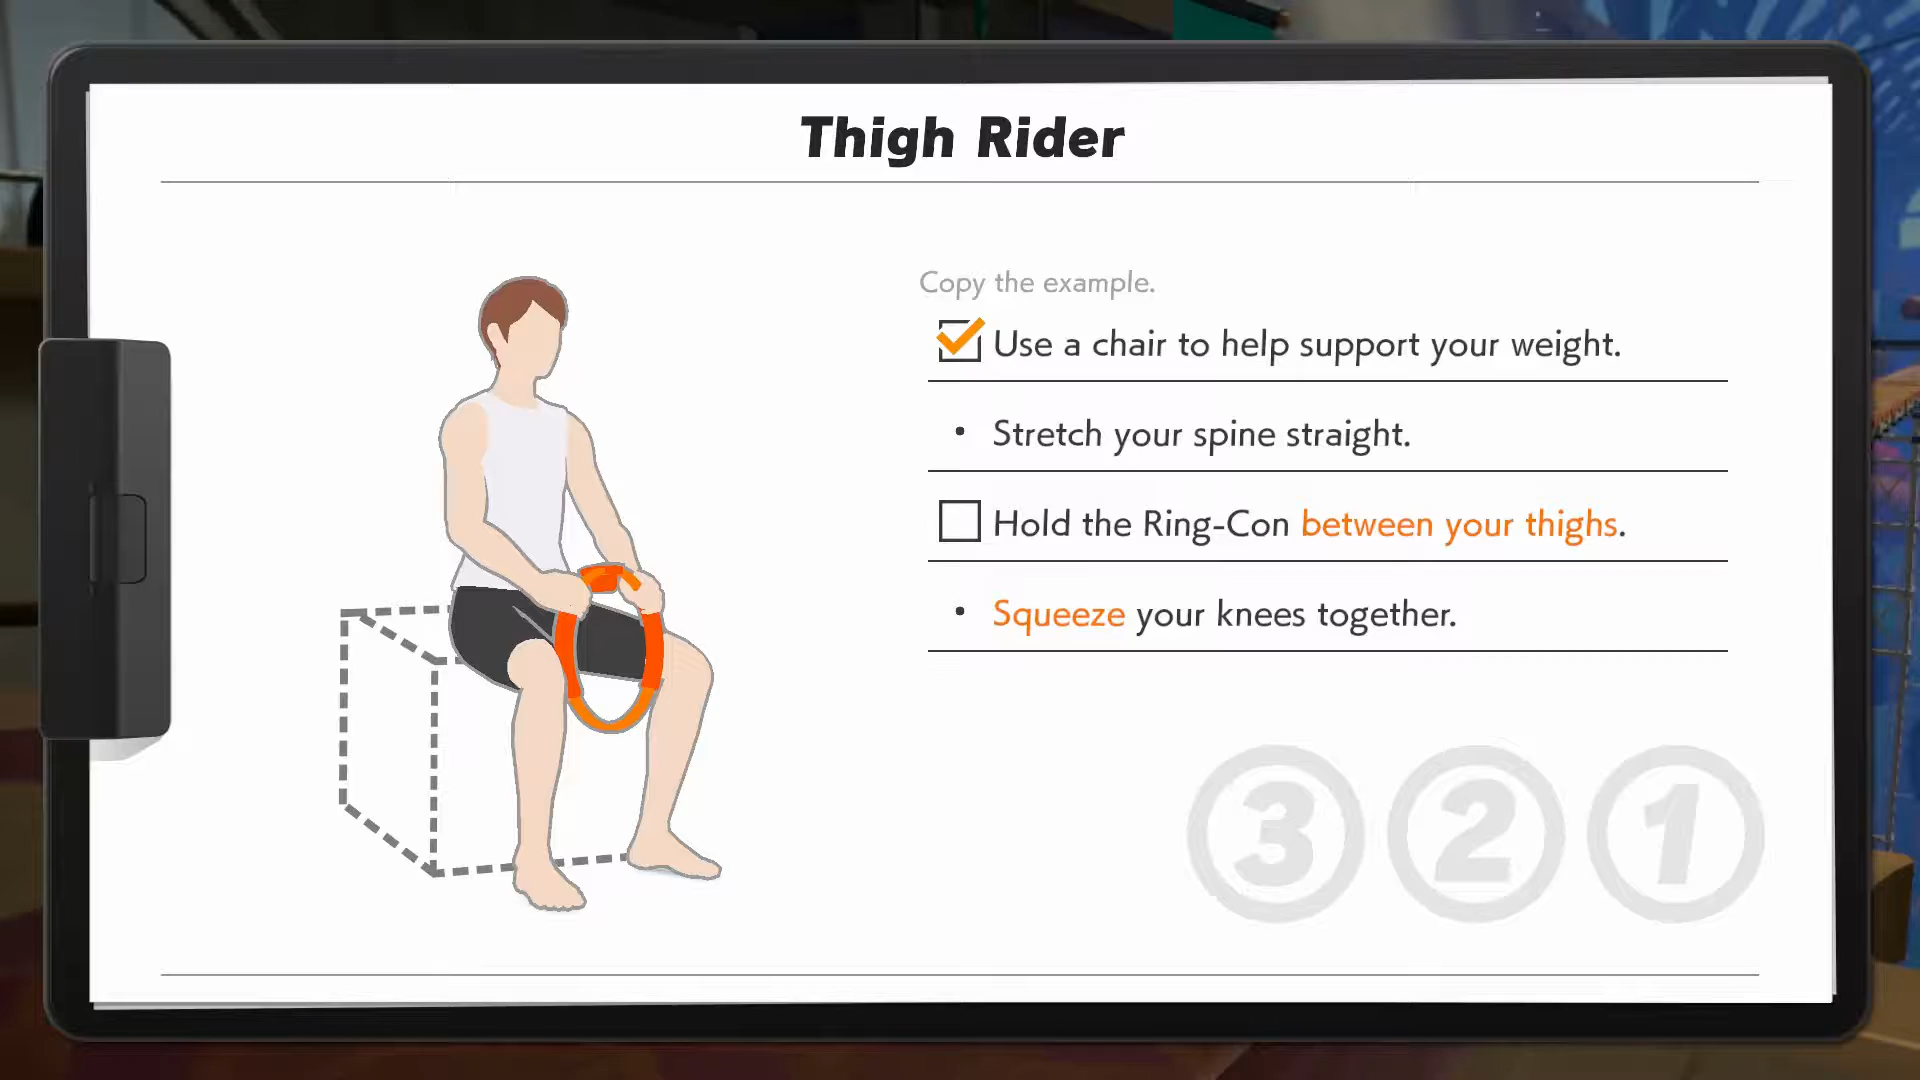 Thigh Rider
Copy the example.
Use a chair to help support your weight.
• Stretch your spine straight.
Hold the Ring-Con between your thighs.
• Squeeze your knees together.
3 2 1